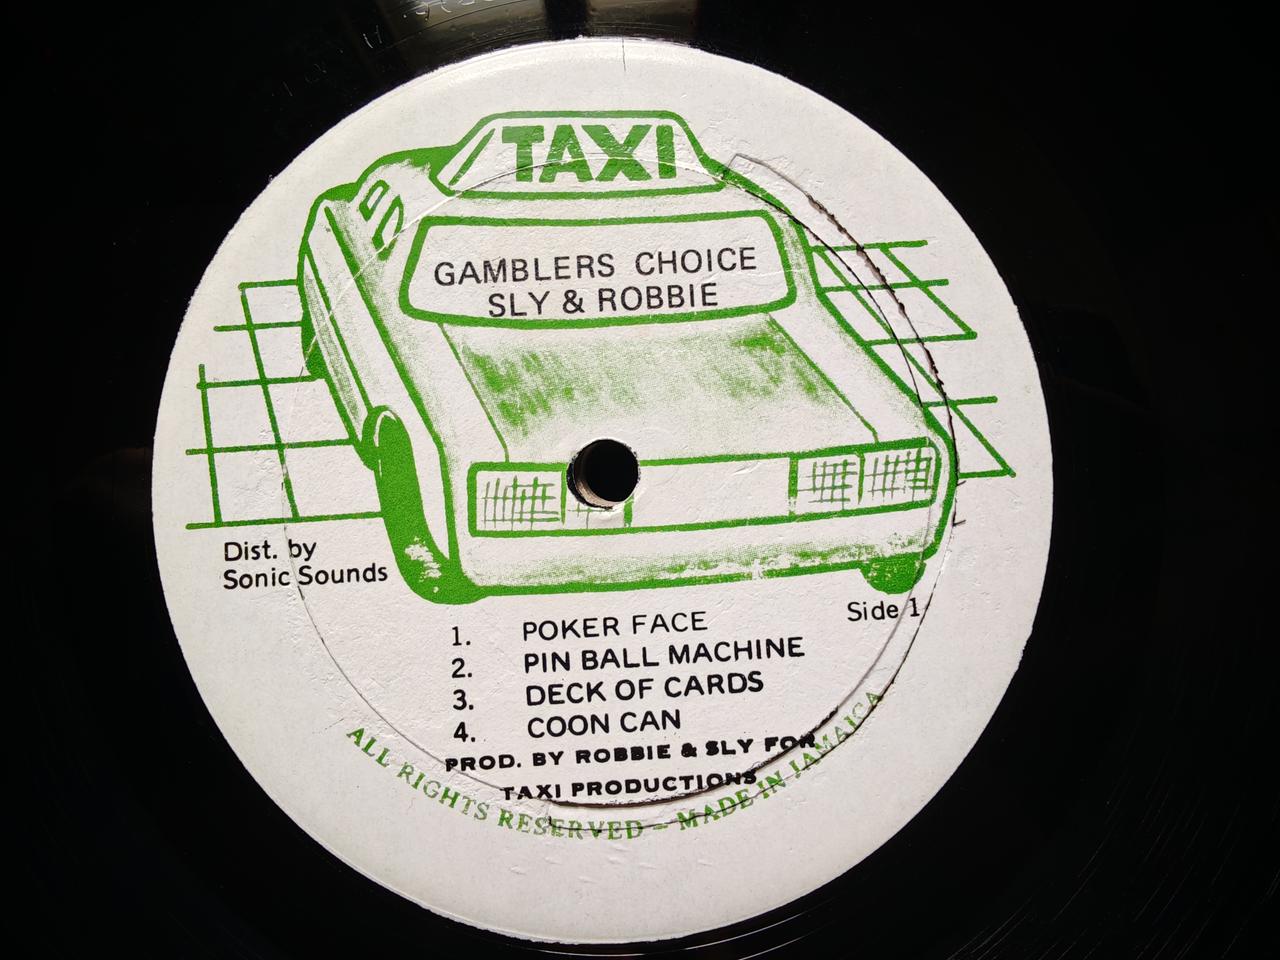 TAXI
GAMBLERS CHOICE
SLY & ROBBIE
Dist. by
Sonic Sounds
Side 1
1. POKER FACE
2. PIN BALL MACHINE
3. DECK OF CARDS
4. COON CAN
PROD. BY ROBBIE & SLY FOR
TAXI PRODUCTIONS
ALL RIGHTS RESERVED – MADE IN JAMAICA